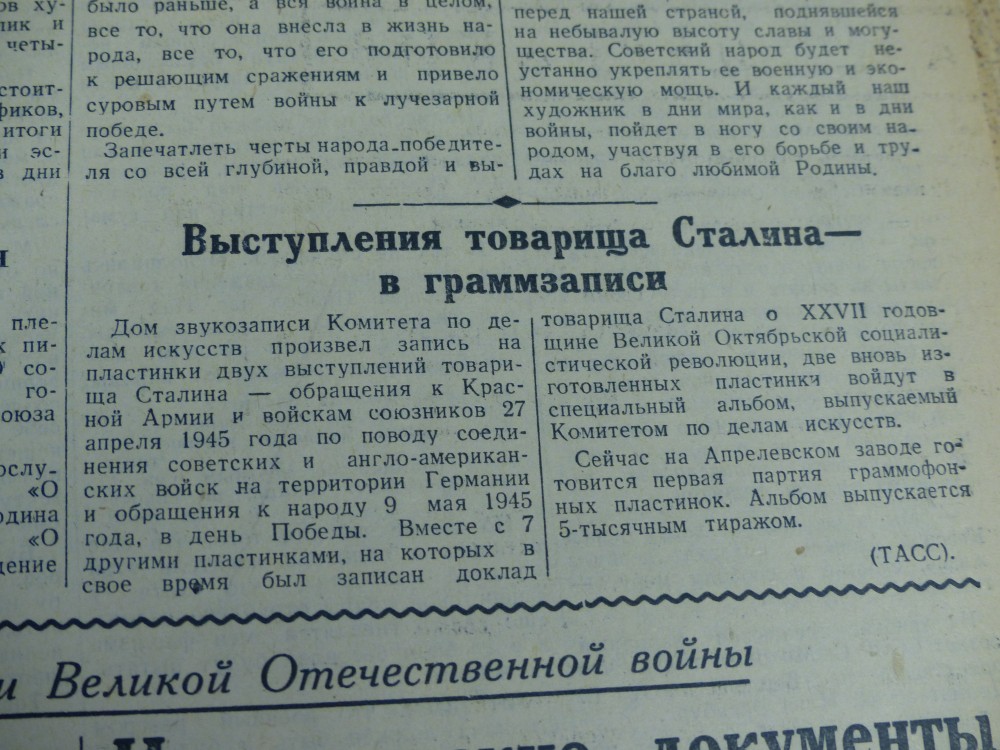 было раньше, а вся война в целом,
все то, что она внесла в жизнь на-
рода, все то, что его подготовило
к решающим сражениям и привело
суровым путем войны к лучезарной
победе.
Запечатлеть черты народа-победите-
ля со всей глубиной, правдой и вы-
перед нашей страной, поднявшейся
на небывалую высоту славы и могу-
щества. Советский народ будет не-
устанно укреплять ее военную и эко-
номическую мощь. И каждый наш
художник в дни мира, как и в дни
войны, пойдет в ногу со своим на-
родом, участвуя в его борьбе и тру-
дах на благо любимой Родины.
Выступления товарища Сталина—
в граммзаписи
Дом звукозаписи Комитета по де-
лам искусств произвел запись на
пластинки двух выступлений товари-
ща Сталина — обращения к Крас-
ной Армии и войскам союзников 27
апреля 1945 года по поводу соеди-
нения советских и англо-американ-
ских войск на территории Германии
и обращения к народу 9 мая 1945
года, в день Победы. Вместе с 7
другими пластинками, на которых в
свое время был записан доклад
товарища Сталина о XXVII годов-
щине Великой Октябрьской социали-
стической революции, две вновь из-
готовленных пластинки войдут в
специальный альбом, выпускаемый
Комитетом по делам искусств.
Сейчас на Апрелевском заводе го-
товится первая партия граммофон-
ных пластинок. Альбом выпускается
5-тысячным тиражом.
(ТАСС).
и Великой Отечественной войны
документы